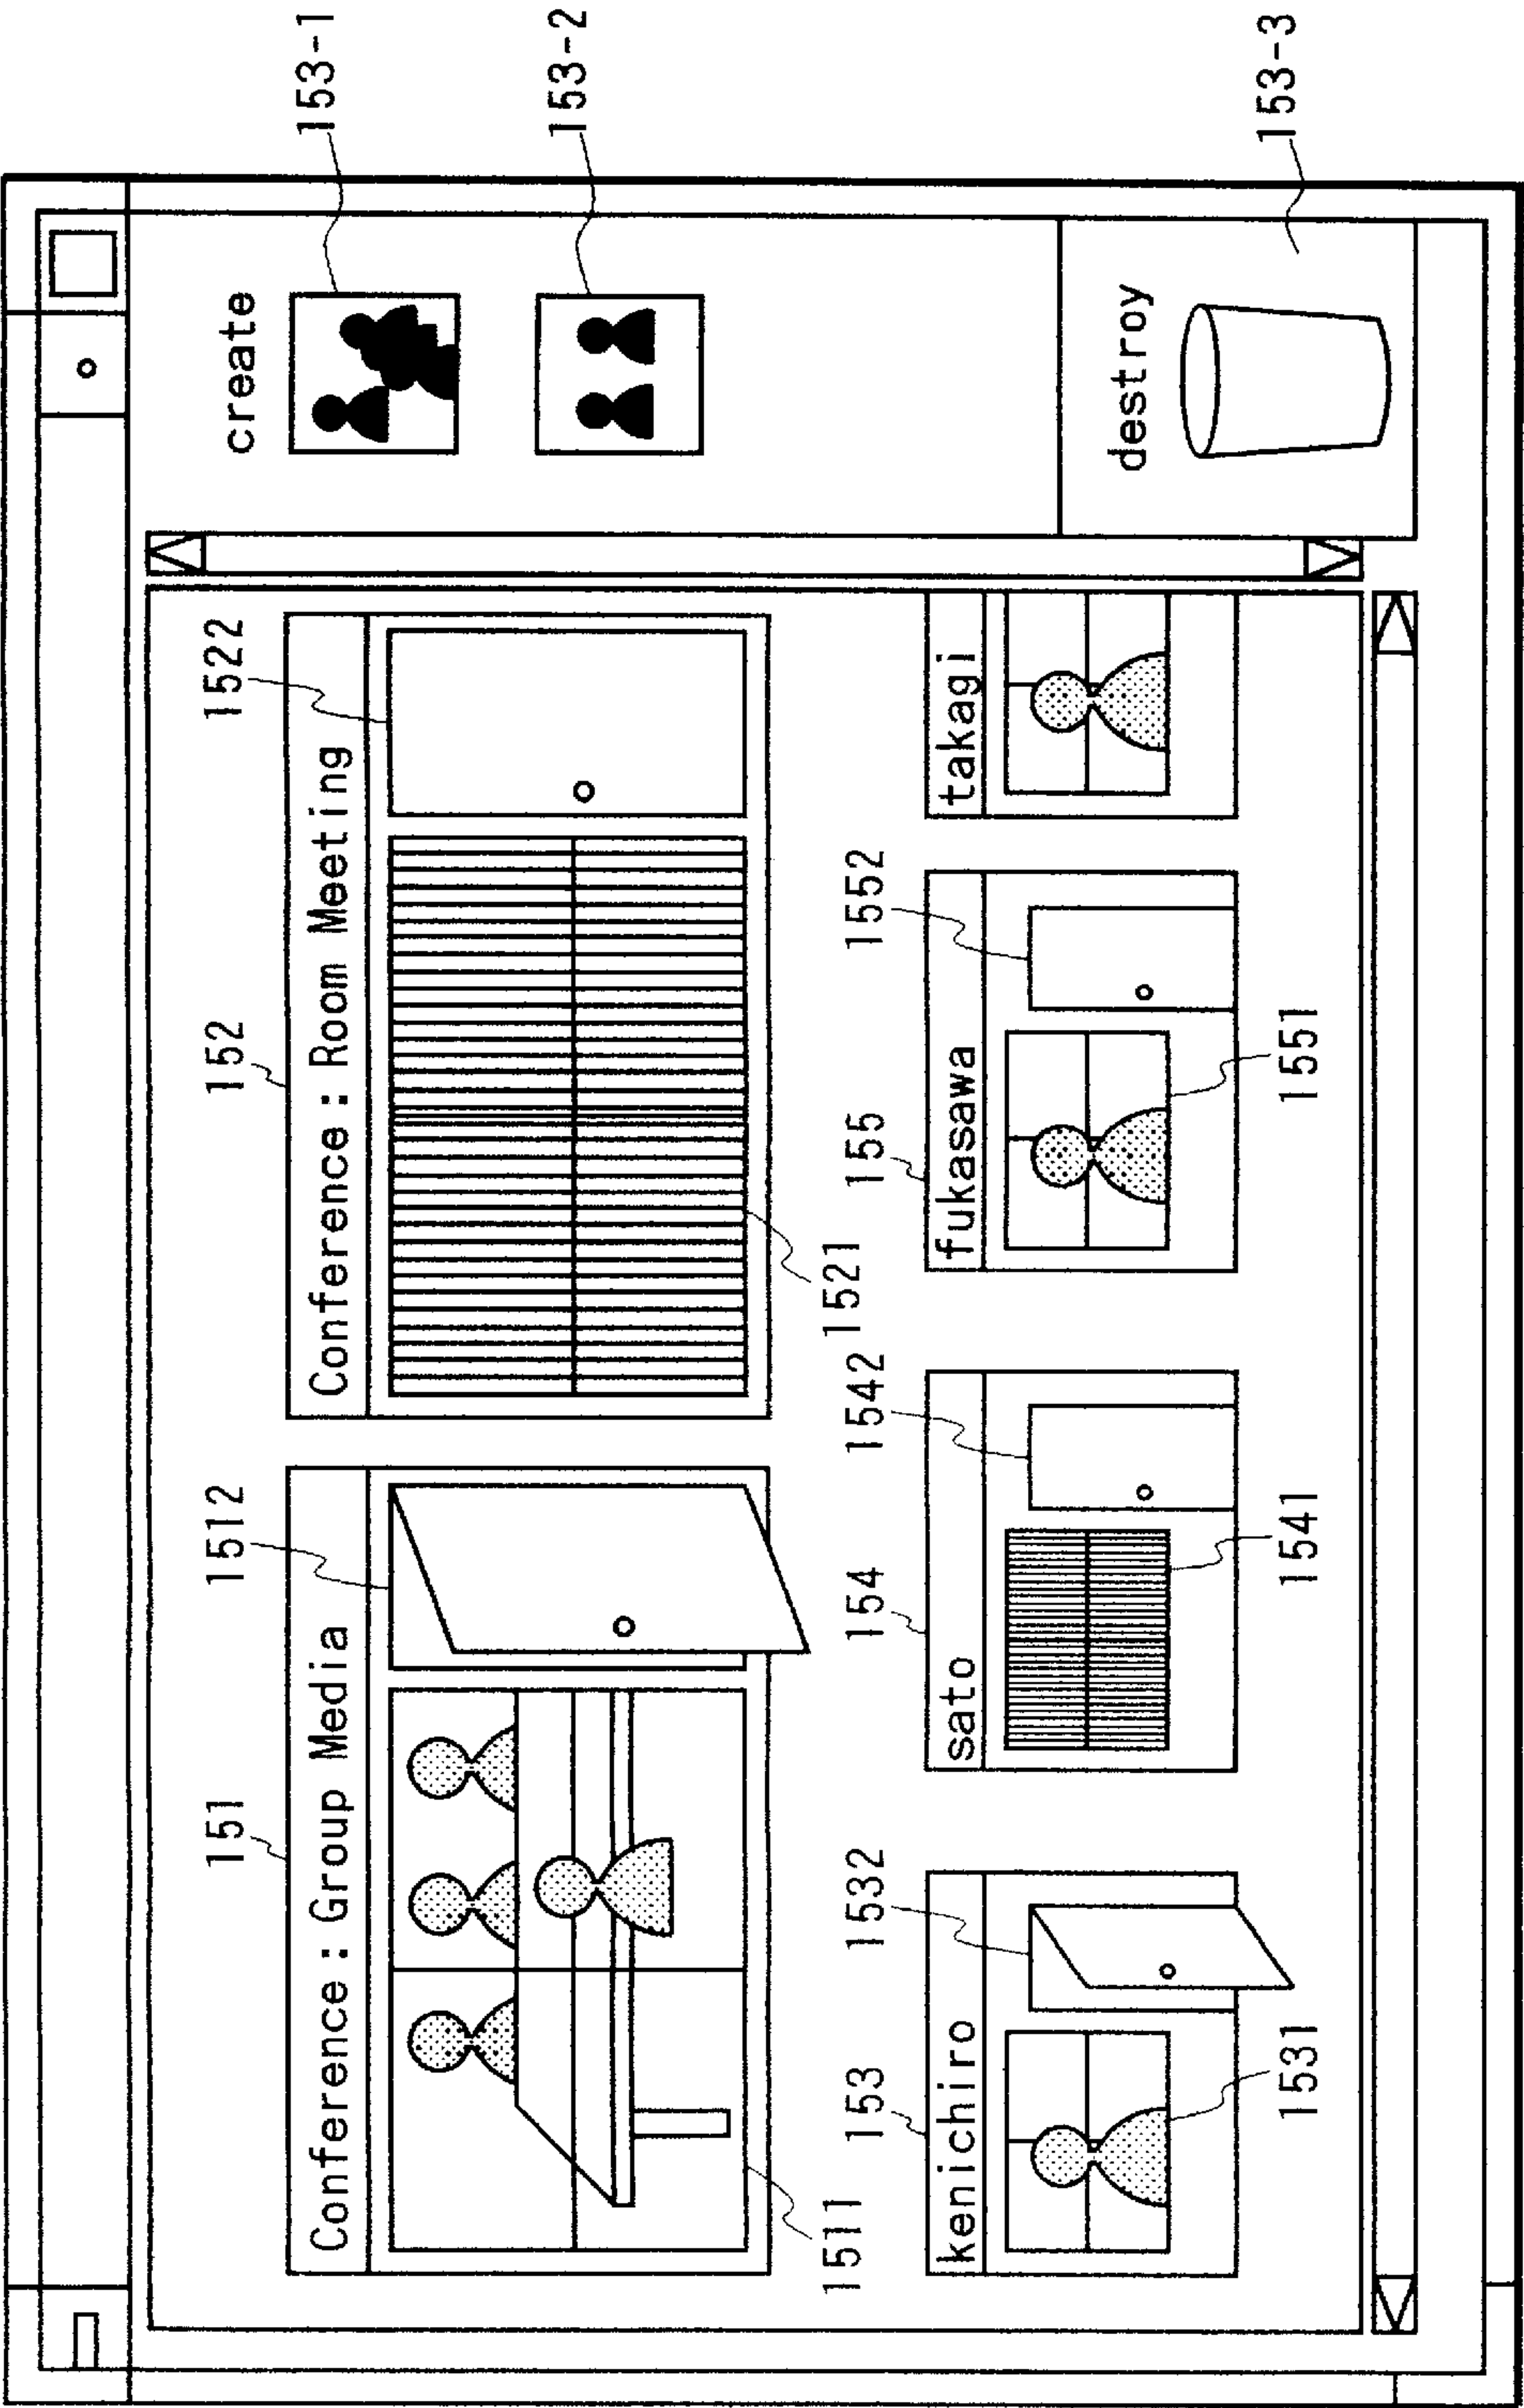 151
1512
152
1522
153-1
create
Conference : Group Media
Conference : Room Meeting
153-2
1511
1521
153
1532
154
1542
155
1552
kenichiro
sato
fukasawa
takagi
destroy
153-3
1531
1541
1551